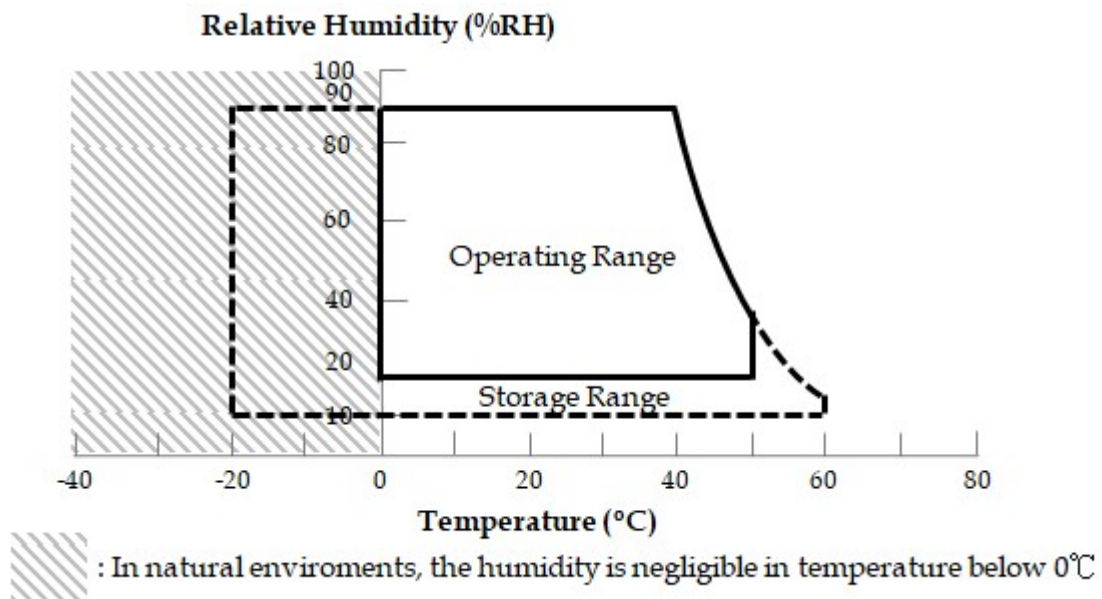 Relative Humidity (%RH)
100
90
80
60
Operating Range
40
20
Storage Range
10
-40 -20 0 20 40 60 80
Temperature (°C)
: In natural enviroments, the humidity is negligible in temperature below 0℃